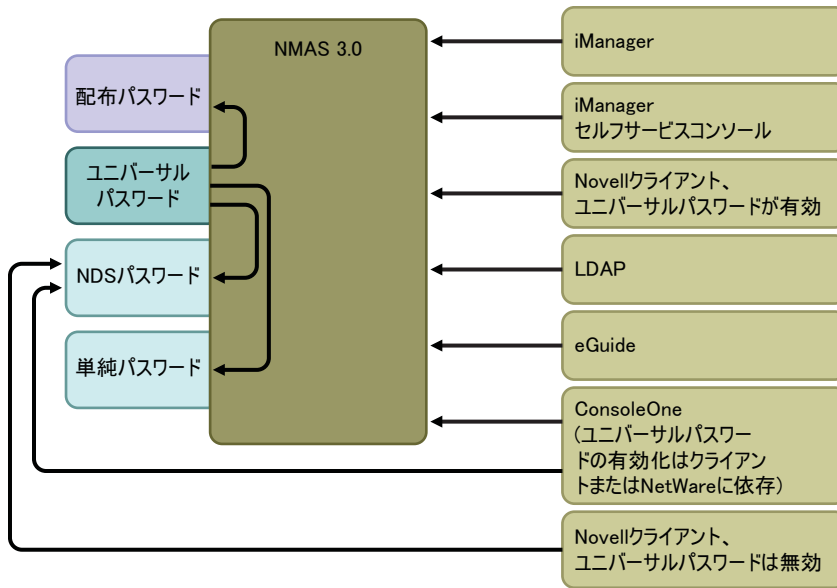 NMAS 3.0
配布パスワード
ユニバーサル
パスワード
NDSパスワード
単純パスワード
iManager
iManager
セルフサービスコンソール
Novellクライアント、
ユニバーサルパスワードが有効
LDAP
eGuide
ConsoleOne
(ユニバーサルパスワー
ドの有効化はクライアン
トまたはNetWareに依存)
Novellクライアント、
ユニバーサルパスワードは無効